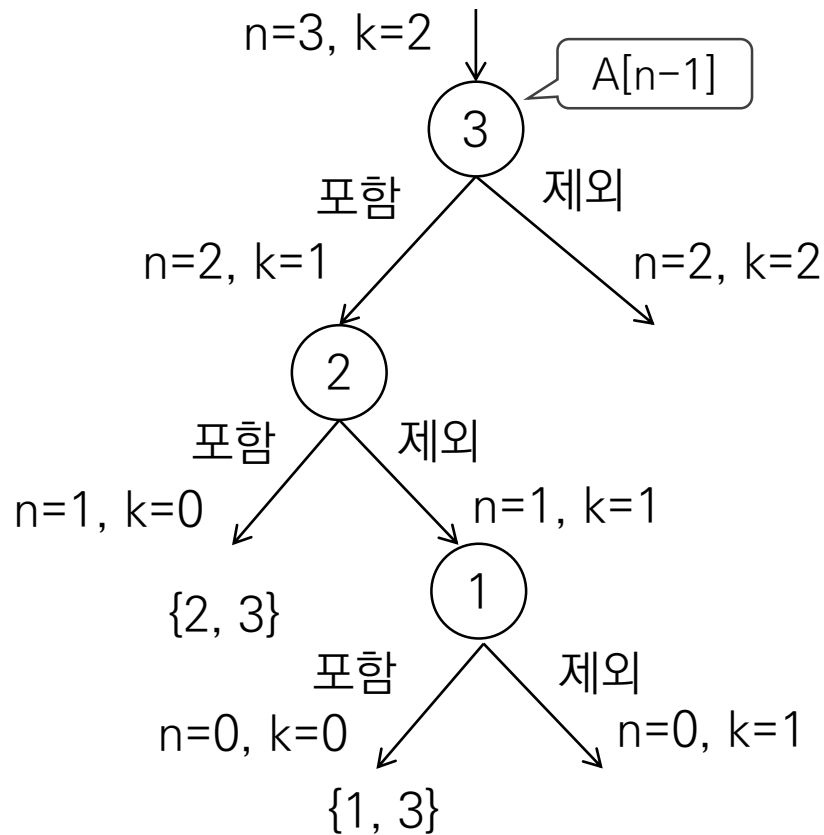 n=3, k=2
A[n-1]
3
포함
제외
n=2, k=1
n=2, k=2
2
포함
제외
n=1, k=0
n=1, k=1
{2, 3}
1
포함
제외
n=0, k=0
n=0, k=1
{1, 3}